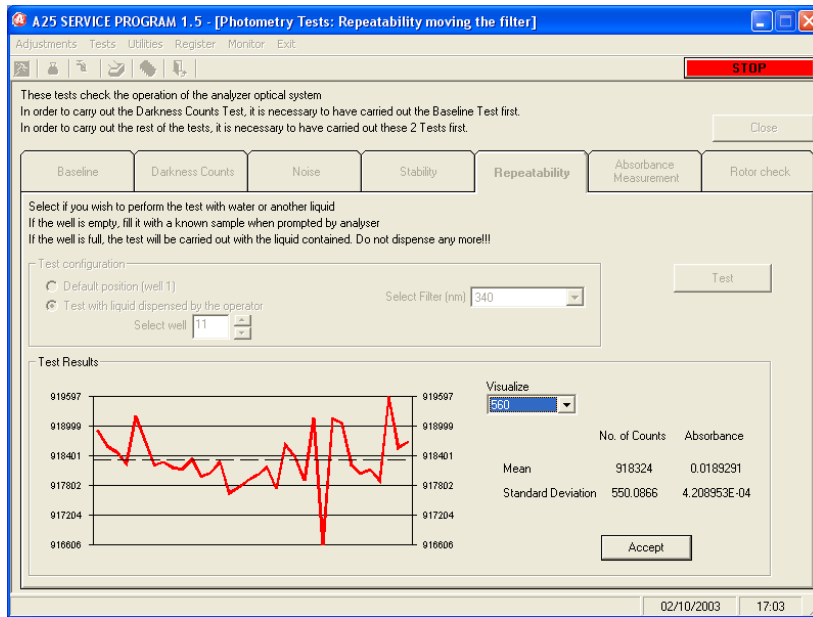 A25 SERVICE PROGRAM 1.5 - [Photometry Tests: Repeatability moving the filter]
Adjustments Tests Utilities Register Monitor Exit
STOP
These tests check the operation of the analyzer optical system
In order to carry out the Darkness Counts Test, it is necessary to have carried out the Baseline Test first.
In order to carry out the rest of the tests, it is necessary to have carried out these 2 Tests first.
Close
Baseline Darkness Counts Noise Stability Repeatability Absorbance Measurement Rotor check
Select if you wish to perform the test with water or another liquid
If the well is empty, fill it with a known sample when prompted by analyser
If the well is full, the test will be carried out with the liquid contained. Do not dispense any more!!!
Test configuration
Default position (well 1)
Test with liquid dispensed by the operator
Select well 11
Select Filter (nm) 340
Test
Test Results
919597 919597
918999 918999
918401 918401
917802 917802
917204 917204
916606 916606
Visualize
560
No. of Counts Absorbance
Mean 918324 0.0189291
Standard Deviation 550.0866 4.208953E-04
Accept
02/10/2003 17:03